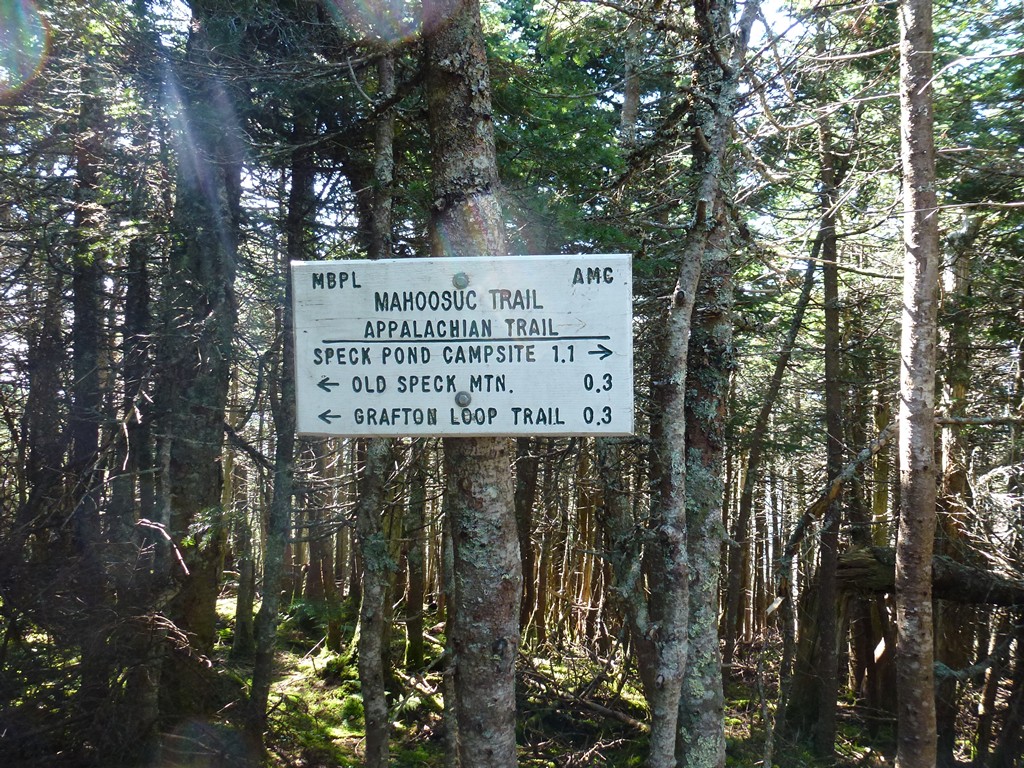 MBPL AMC
MAHOOSUC TRAIL
APPALACHIAN TRAIL
SPECK POND CAMPSITE 1.1 →
← OLD SPECK MTN. 0.3
← GRAFTON LOOP TRAIL 0.3